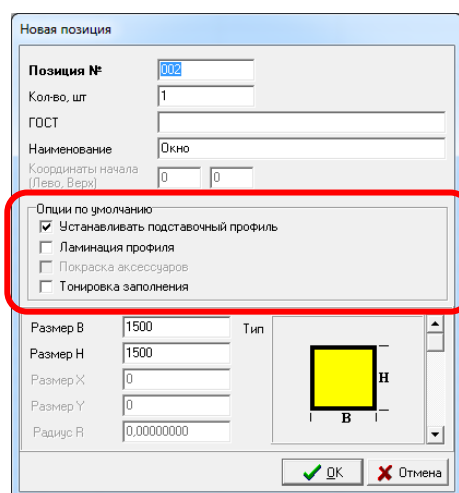 Новая позиция
Позиция № 002
Кол-во, шт 1
ГОСТ
Наименование Окно
Координаты начала
(Лево, Верх) 0 0
Опции по умолчанию
Устанавливать подставочный профиль
Ламинация профиля
Покраска аксессуаров
Тонировка заполнения
Размер B 1500 Тип
Размер H 1500
Размер X 0
Размер Y 0
Радиус R 0,00000000
H
B
OK Отмена